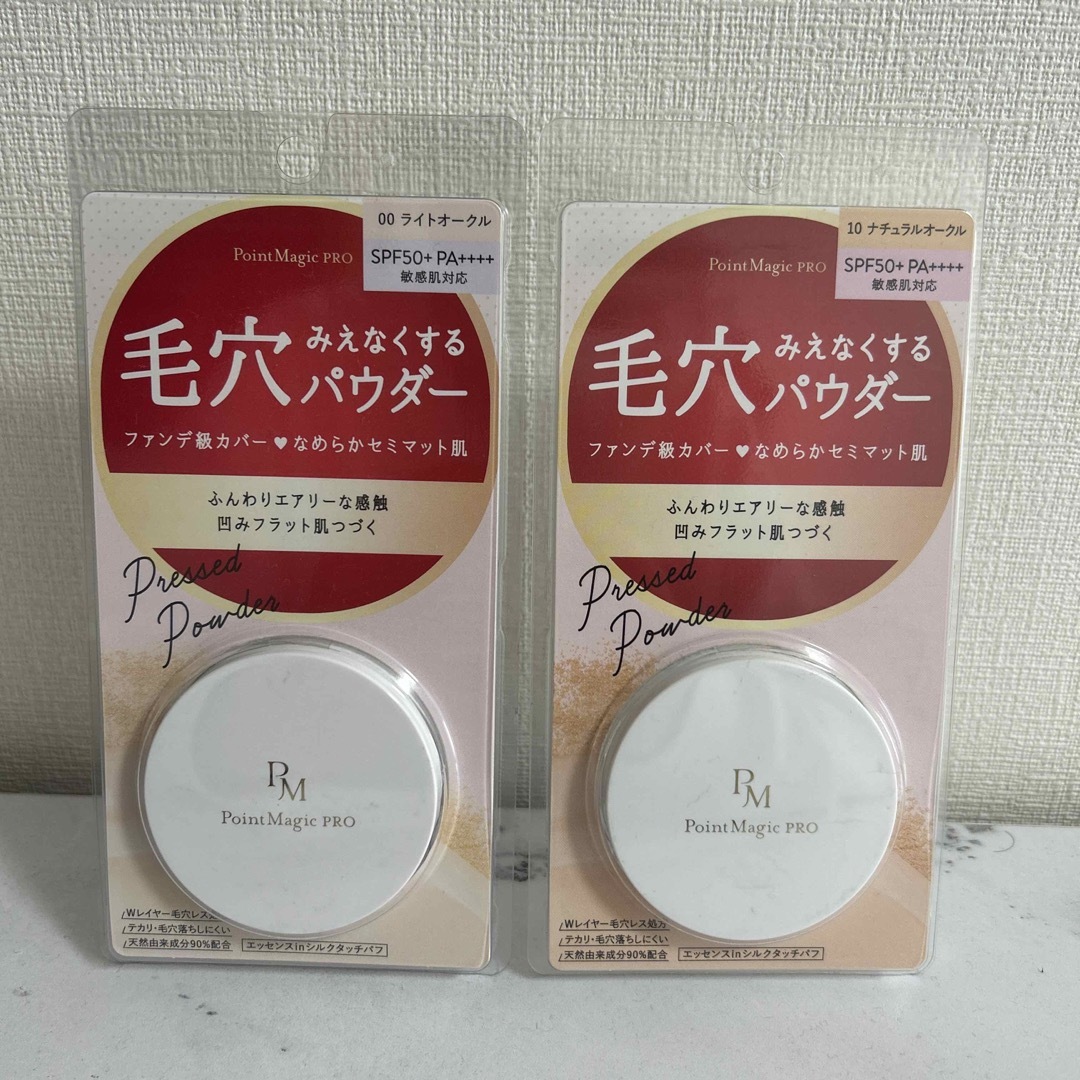 00 ライトオークル
PointMagic PRO
SPF50+ PA++++
敏感肌対応
毛穴みえなくする
パウダー
ファンデ級カバー♥なめらかセミマット肌
ふんわりエアリーな感触
凹みフラット肌つづく
Pressed
Powder
PM
PointMagic PRO
Wレイヤー毛穴レス
テカリ・毛穴落ちしにくい
天然由来成分90%配合
エッセンスinシルクタッチパフ
10 ナチュラルオークル
PointMagic PRO
SPF50+ PA++++
敏感肌対応
毛穴みえなくする
パウダー
ファンデ級カバー♥なめらかセミマット肌
ふんわりエアリーな感触
凹みフラット肌つづく
Pressed
Powder
PM
PointMagic PRO
Wレイヤー毛穴レス処方
テカリ・毛穴落ちしにくい
天然由来成分90%配合
エッセンスinシルクタッチパフ